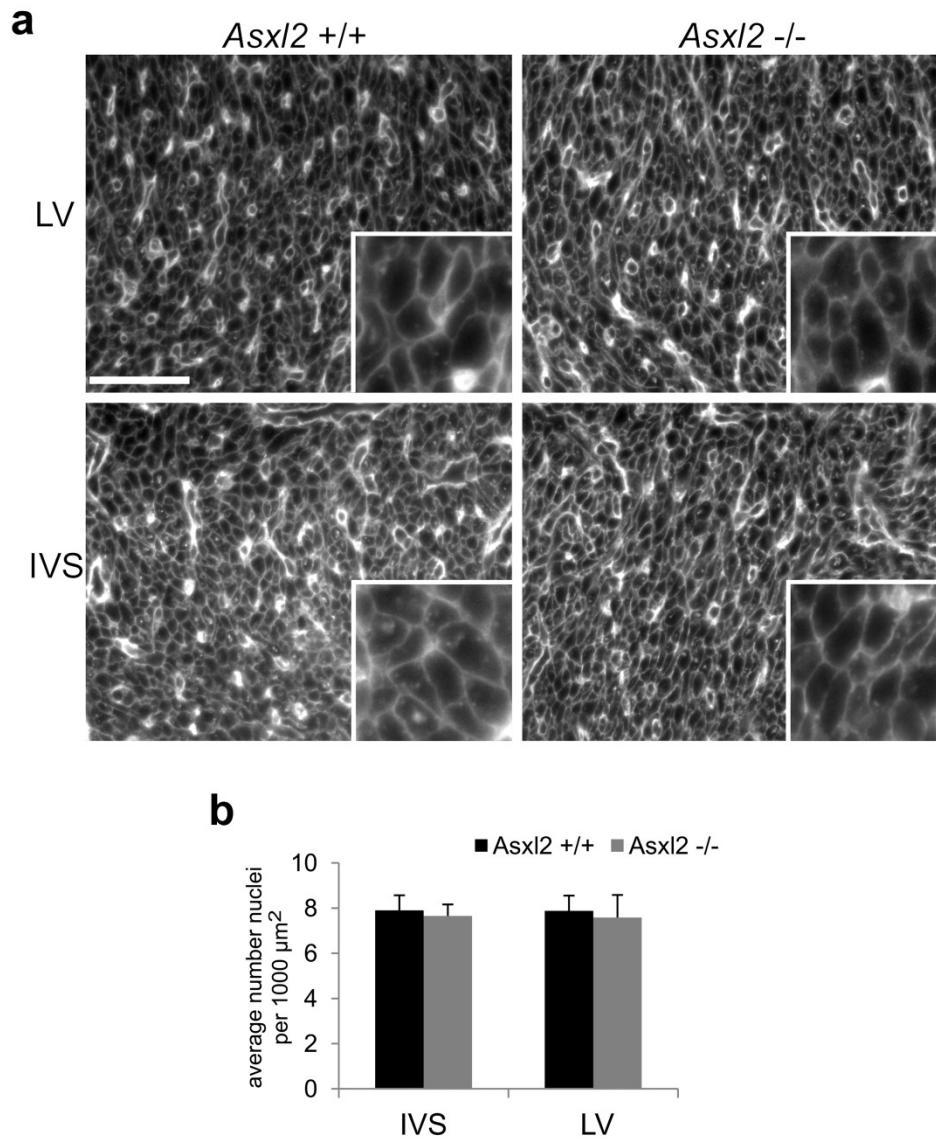 a
Asxl2 +/+ Asxl2 -/-
LV
IVS
b
Asxl2 +/+ Asxl2 -/-
average number nuclei
per 1000 µm²
10
8
6
4
2
0
IVS LV